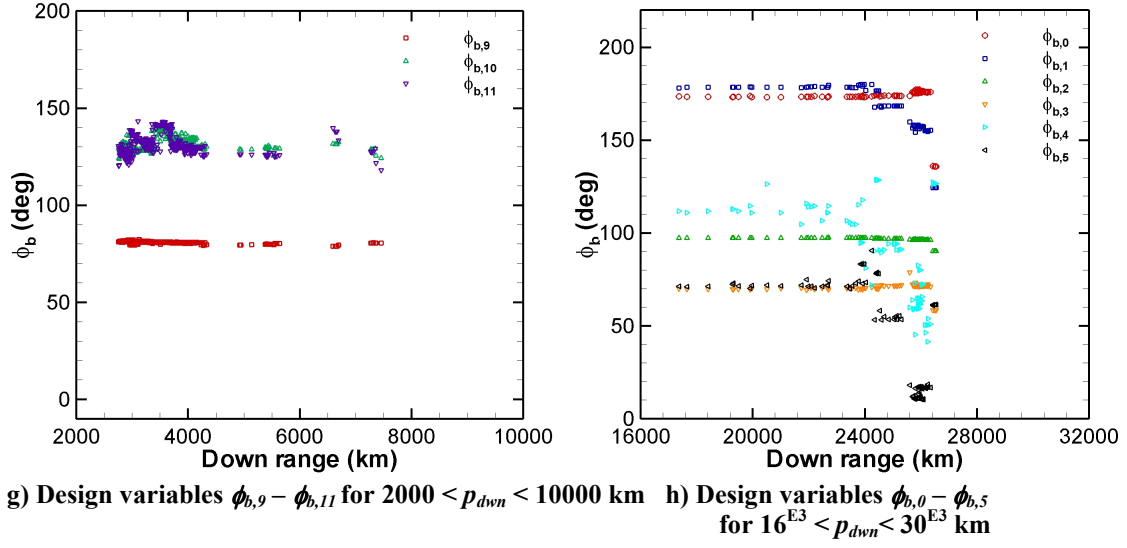 200
150
100
50
0
ϕb (deg)
2000 4000 6000 8000 10000
Down range (km)
ϕb,9
ϕb,10
ϕb,11
200
150
100
50
0
ϕb (deg)
16000 20000 24000 28000 32000
Down range (km)
ϕb,0
ϕb,1
ϕb,2
ϕb,3
ϕb,4
ϕb,5
g) Design variables ϕb,9 – ϕb,11 for 2000 < pdwn < 10000 km
h) Design variables ϕb,0 – ϕb,5
for 16E3 < pdwn < 30E3 km